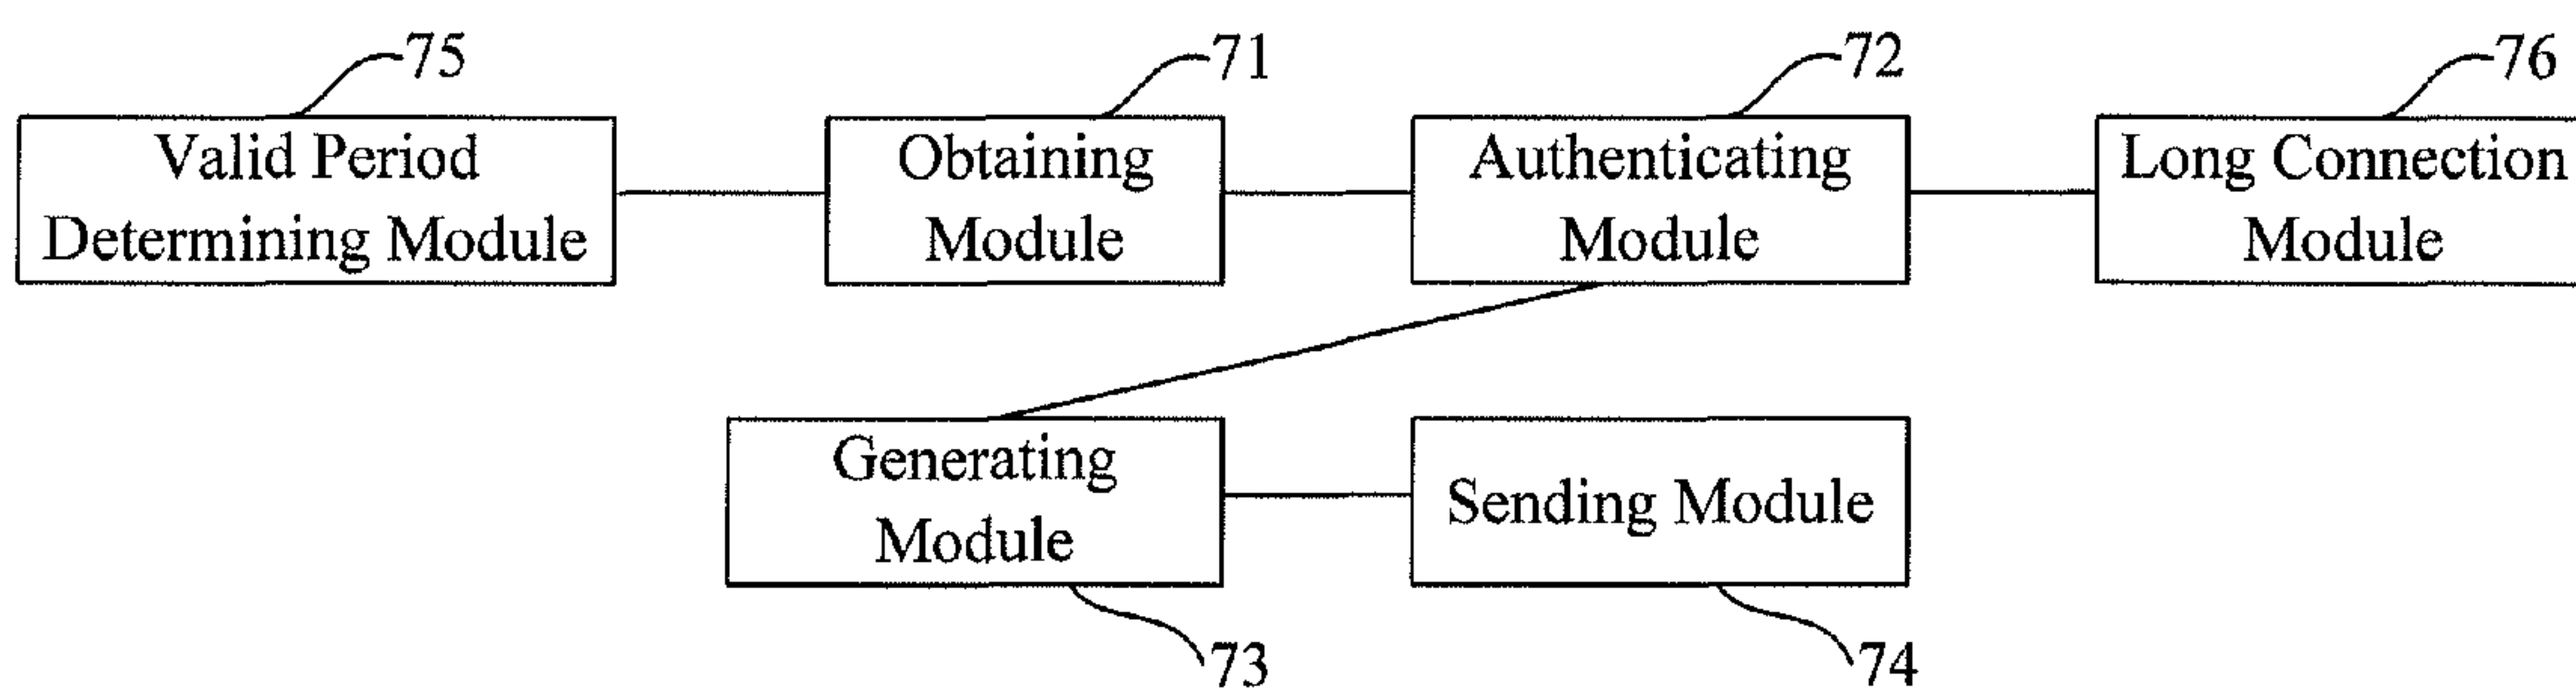 75
71
72
76
Valid Period
Determining Module
Obtaining
Module
Authenticating
Module
Long Connection
Module
Generating
Module
Sending Module
73
74